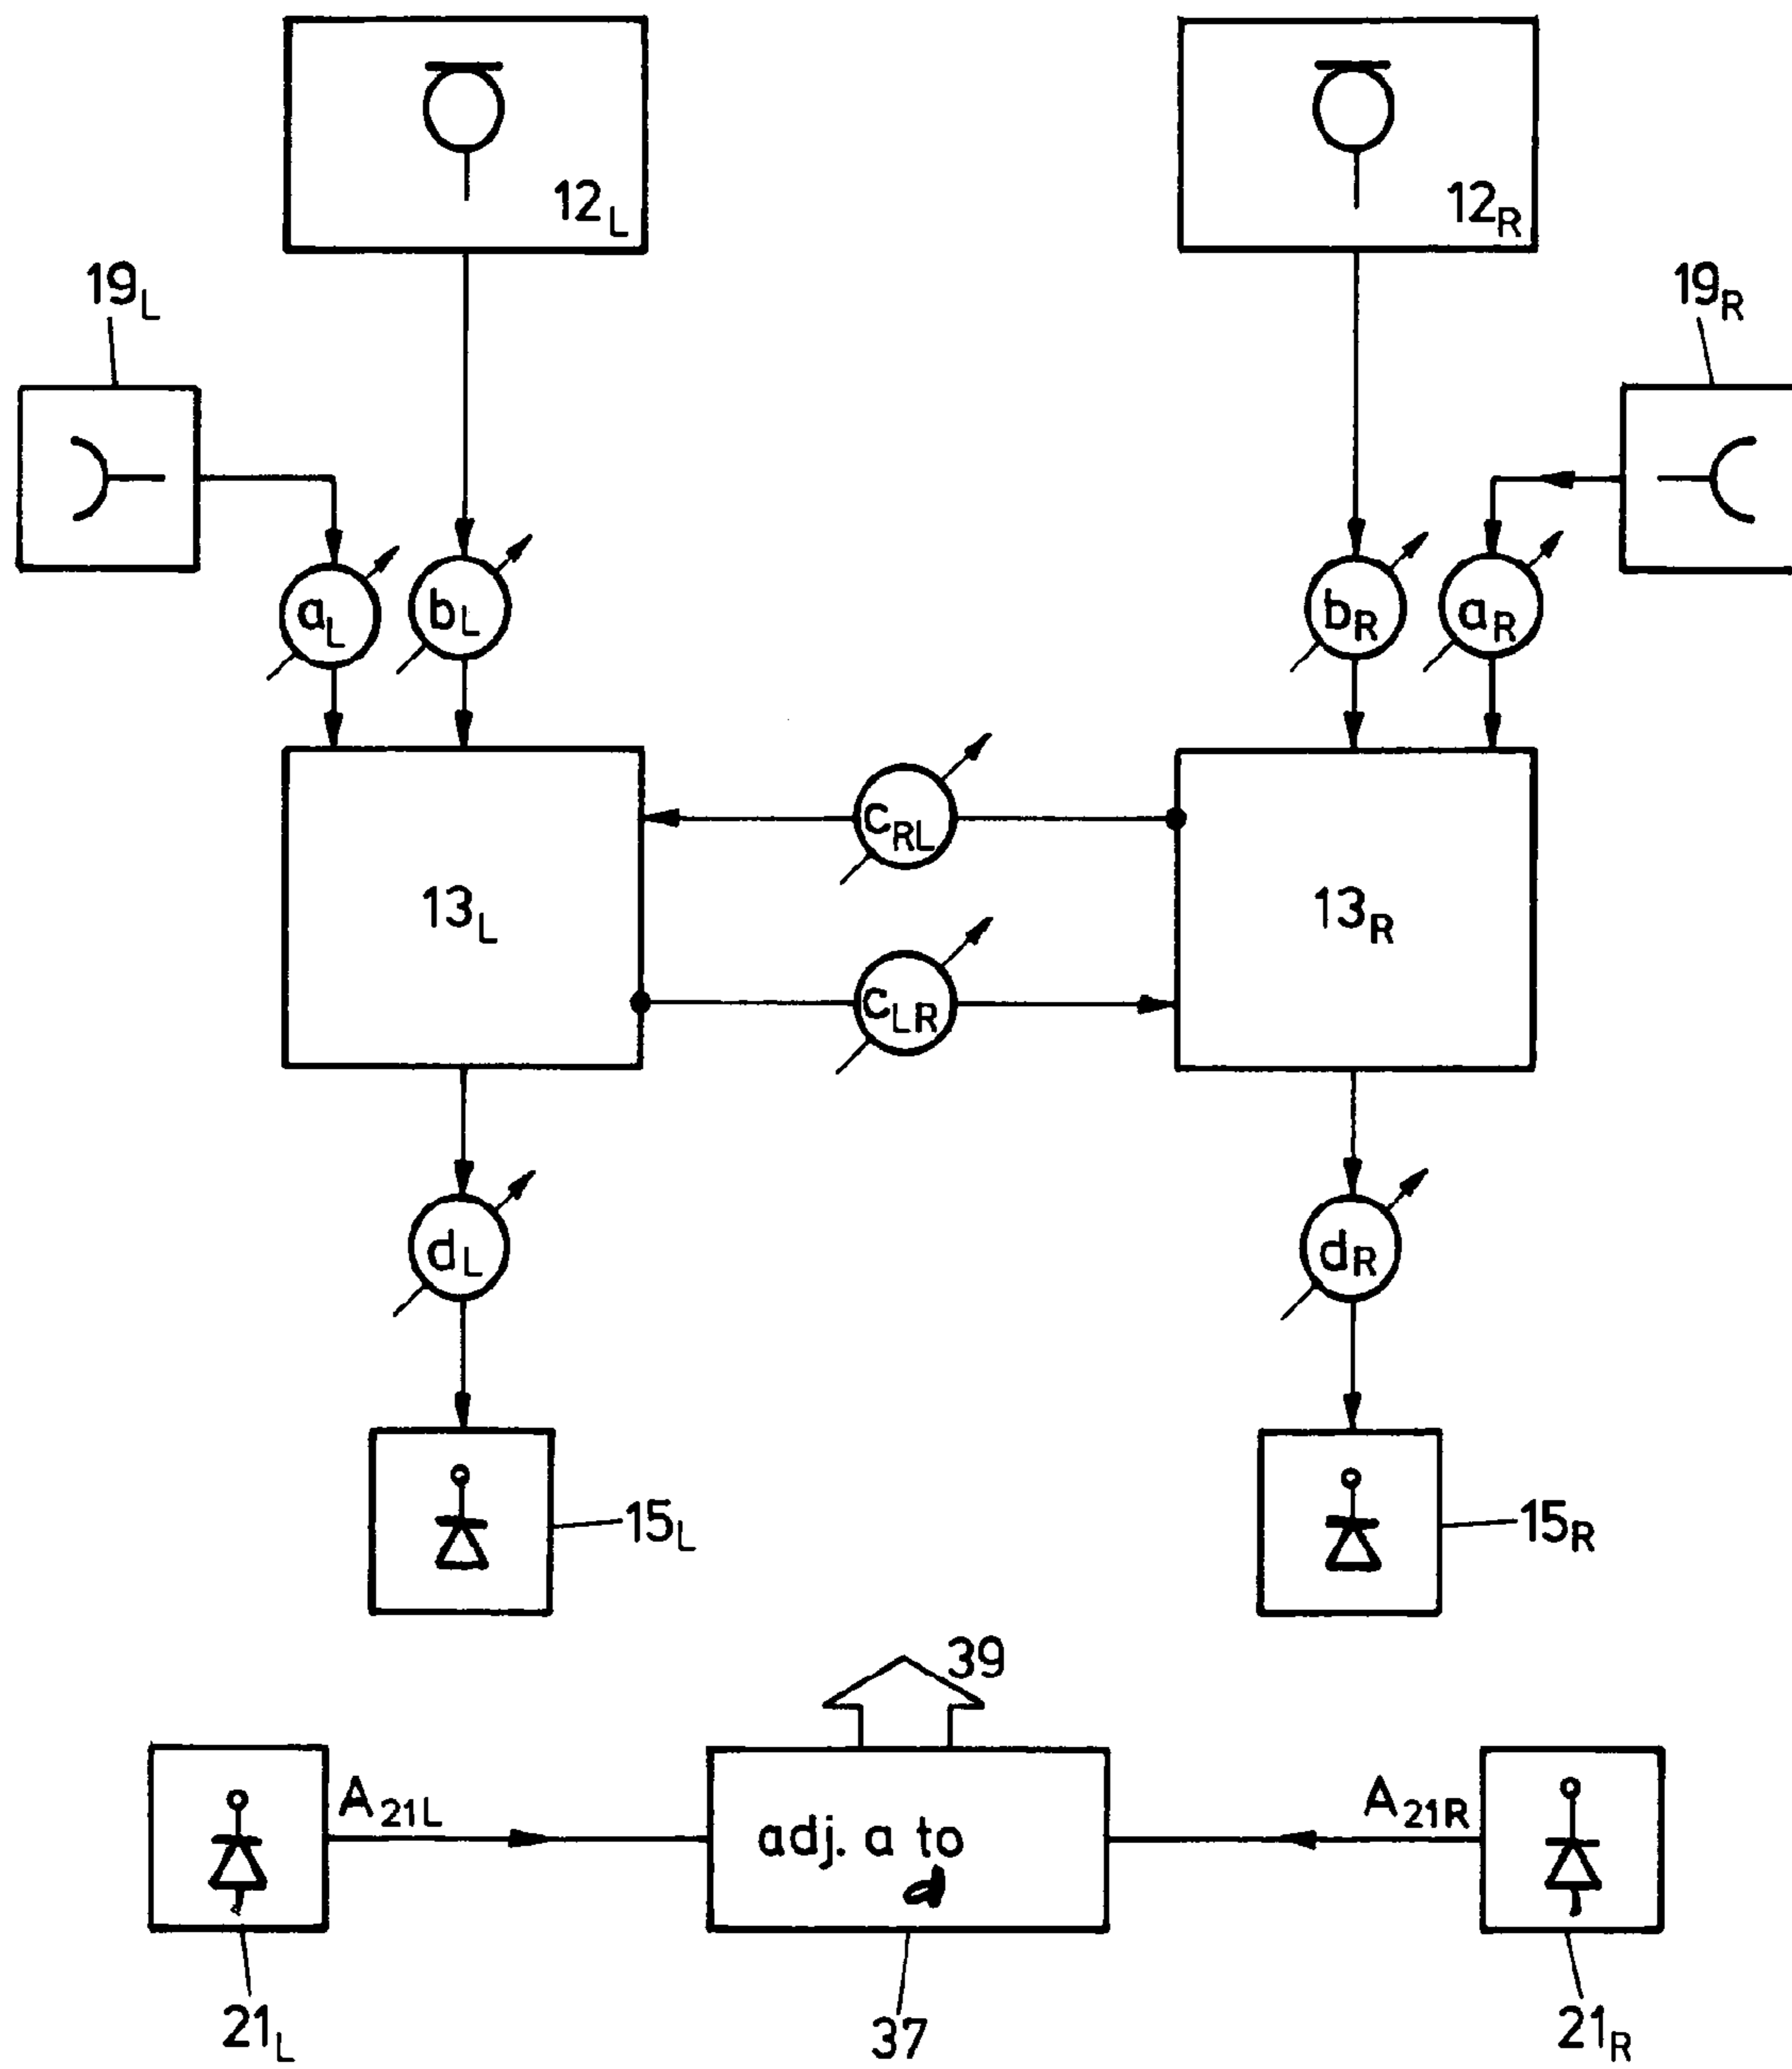 12L
12R
19L
19R
aL
bL
bR
aR
cRL
13L
13R
cLR
dL
dR
15L
15R
39
A21L
A21R
adj. a to
d
21L
37
21R